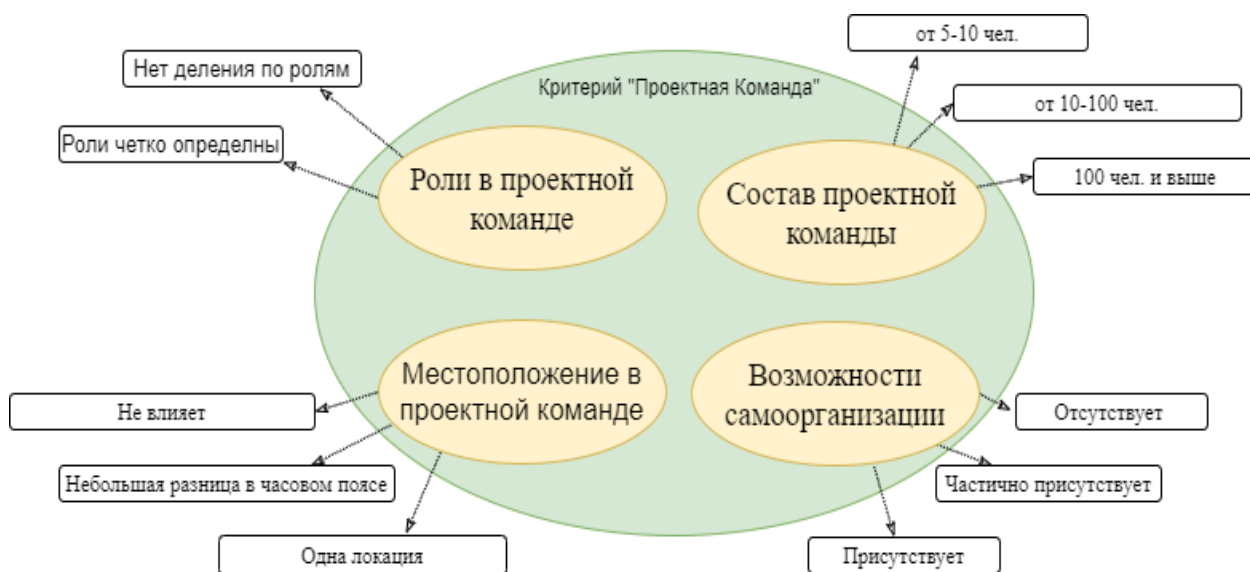 от 5-10 чел.
Нет деления по ролям
Критерий "Проектная Команда"
от 10-100 чел.
Роли четко определны
100 чел. и выше
Роли в проектной
команде
Состав проектной
команды
Местоположение в
проектной команде
Возможности
самоорганизации
Не влияет
Отсутствует
Небольшая разница в часовом поясе
Частично присутствует
Одна локация
Присутствует